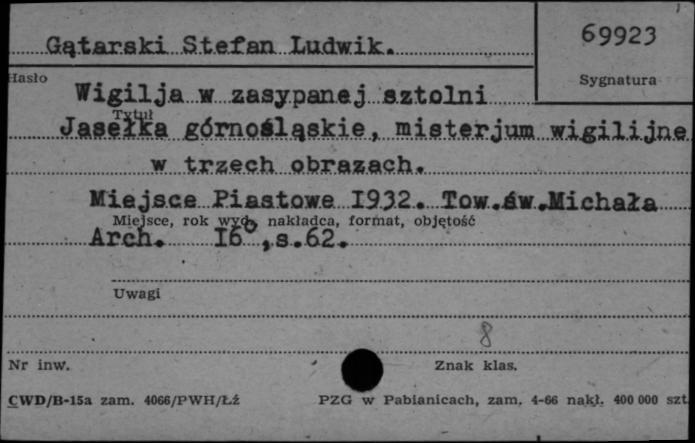 Gątarski Stefan Ludwik.
69923
Hasło
Sygnatura
Wigilja w zasypanej sztolni
Tytuł
Jasełka górnośląskie, misterjum wigilijne
w trzech obrazach.
Miejsce Piastowe 1932. Tow.św.Michała
Miejsce, rok wyd., nakładca, format, objętość
Arch. 16°,s.62.
Uwagi
8
Nr inw.
Znak klas.
CWD/B-15a zam. 4066/PWH/Łź
PZG w Pabianicach, zam. 4-66 nakł. 400 000 szt